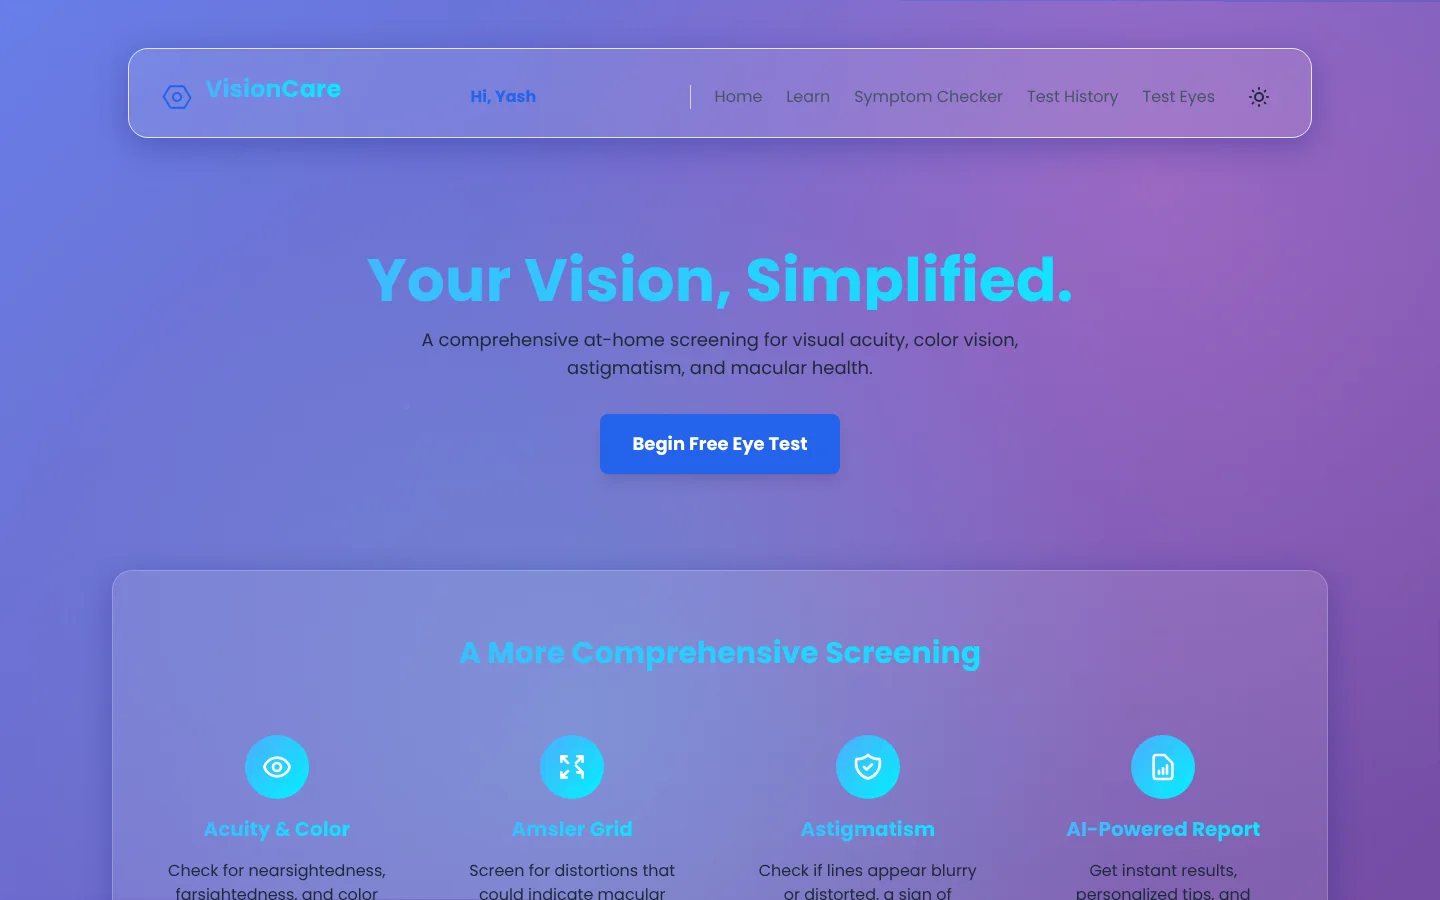 VisionCare
Hi, Yash
Home
Learn
Symptom Checker
Test History
Test Eyes
Your Vision, Simplified.
A comprehensive at-home screening for visual acuity, color vision,
astigmatism, and macular health.
Begin Free Eye Test
A More Comprehensive Screening
Acuity & Color
Check for nearsightedness,
farsightedness, and color
Amsler Grid
Screen for distortions that
could indicate macular
Astigmatism
Check if lines appear blurry
or distorted, a sign of
AI-Powered Report
Get instant results,
personalized tips, and